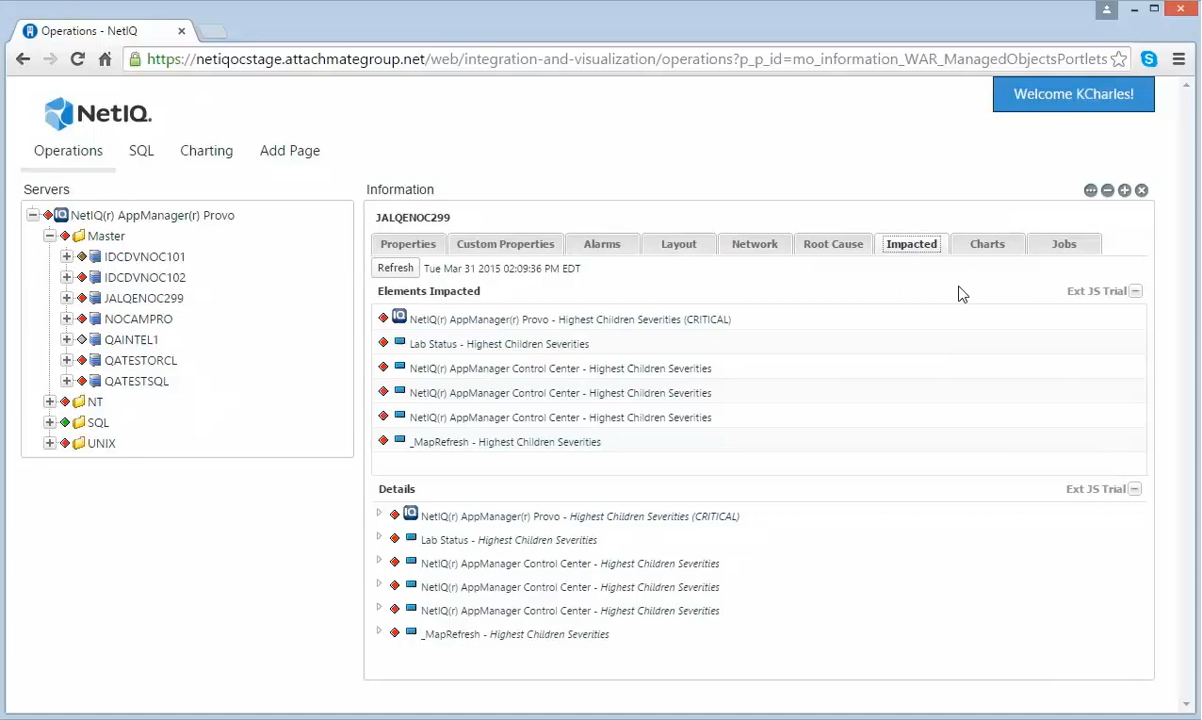 Operations - NetIQ
https://netiqocstage.attachmategroup.net/web/integration-and-visualization/operations?p_p_id=mo_information_WAR_ManagedObjectsPortlets
NetIQ.
Welcome KCharles!
Operations SQL Charting Add Page
Servers
NetIQ(r) AppManager(r) Provo
Master
IDCDVNOC101
IDCDVNOC102
JALQENOC299
NOCAMPRO
QAINTEL1
QATESTORCL
QATESTSQL
NT
SQL
UNIX
Information
JALQENOC299
Properties Custom Properties Alarms Layout Network Root Cause Impacted Charts Jobs
Refresh Tue Mar 31 2015 02:09:36 PM EDT
Elements Impacted Ext JS Trial
IQ NetIQ(r) AppManager(r) Provo - Highest Children Severities (CRITICAL)
Lab Status - Highest Children Severities
NetIQ(r) AppManager Control Center - Highest Children Severities
NetIQ(r) AppManager Control Center - Highest Children Severities
NetIQ(r) AppManager Control Center - Highest Children Severities
_MapRefresh - Highest Children Severities
Details Ext JS Trial
IQ NetIQ(r) AppManager(r) Provo - Highest Children Severities (CRITICAL)
Lab Status - Highest Children Severities
NetIQ(r) AppManager Control Center - Highest Children Severities
NetIQ(r) AppManager Control Center - Highest Children Severities
NetIQ(r) AppManager Control Center - Highest Children Severities
_MapRefresh - Highest Children Severities